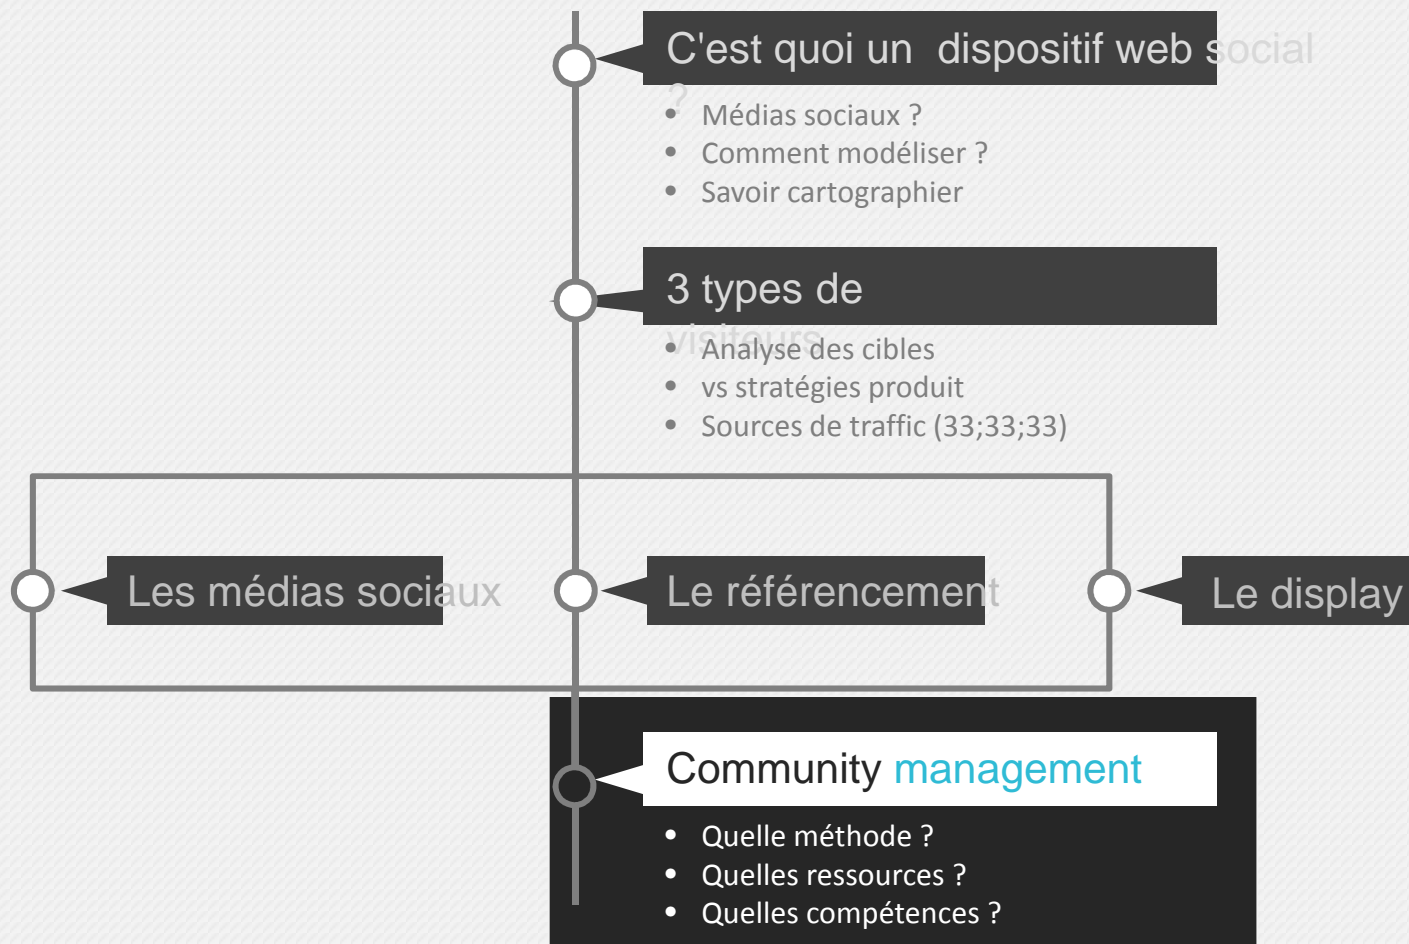 C'est quoi un dispositif web social
?
• Médias sociaux ?
• Comment modéliser ?
• Savoir cartographier
3 types de
visiteurs
• Analyse des cibles
• vs stratégies produit
• Sources de traffic (33;33;33)
Les médias sociaux
Le référencement
Le display
Community management
• Quelle méthode ?
• Quelles ressources ?
• Quelles compétences ?